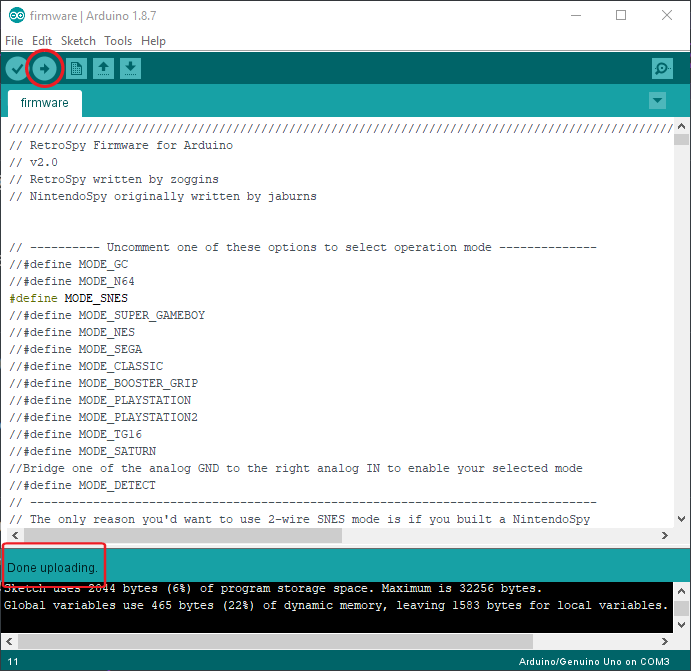 firmware | Arduino 1.8.7
File Edit Sketch Tools Help
firmware
////////////////////////////////////////////////////////////////////////////////////////////////
// RetroSpy Firmware for Arduino
// v2.0
// RetroSpy written by zoggins
// NintendoSpy originally written by jaburns
// ---------- Uncomment one of these options to select operation mode --------------
//#define MODE_GC
//#define MODE_N64
#define MODE_SNES
//#define MODE_SUPER_GAMEBOY
//#define MODE_NES
//#define MODE_SEGA
//#define MODE_CLASSIC
//#define MODE_BOOSTER_GRIP
//#define MODE_PLAYSTATION
//#define MODE_PLAYSTATION2
//#define MODE_TG16
//#define MODE_SATURN
//Bridge one of the analog GND to the right analog IN to enable your selected mode
//#define MODE_DETECT
// ---------------------------------------------------------------------------------
// The only reason you'd want to use 2-wire SNES mode is if you built a NintendoSpy
Done uploading.
Sketch uses 2044 bytes (6%) of program storage space. Maximum is 32256 bytes.
Global variables use 465 bytes (22%) of dynamic memory, leaving 1583 bytes for local variables.
11 Arduino/Genuino Uno on COM3